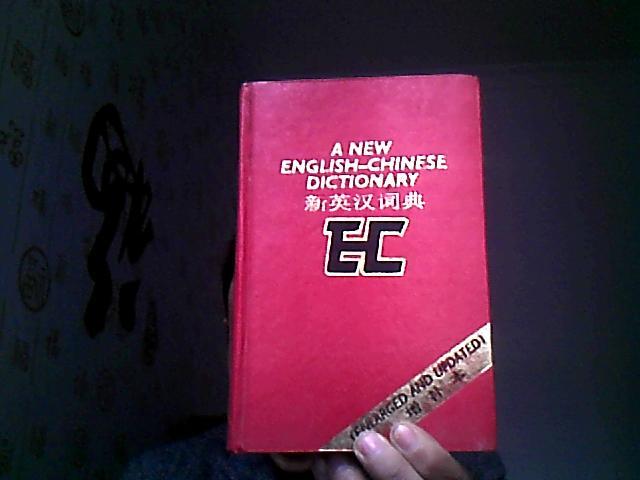 A NEW
ENGLISH–CHINESE
DICTIONARY
新英汉词典
EC
(ENLARGED AND UPDATED)
增补本